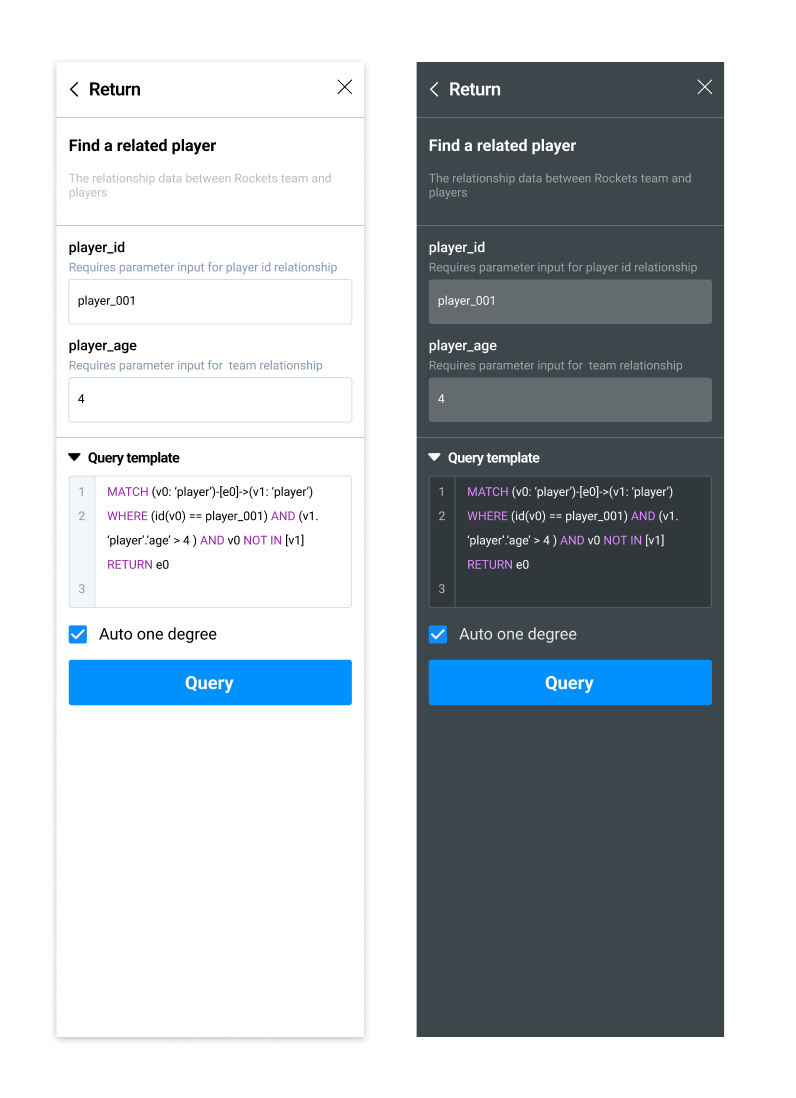 Return
Find a related player
The relationship data between Rockets team and
players
player_id
Requires parameter input for player id relationship
player_001
player_age
Requires parameter input for  team relationship
4
Query template
1 MATCH (v0: ‘player’)-[e0]->(v1: ‘player’)
2 WHERE (id(v0) == player_001) AND (v1.
‘player’.‘age’ > 4 ) AND v0 NOT IN [v1]
RETURN e0
3
Auto one degree
Query
Return
Find a related player
The relationship data between Rockets team and
players
player_id
Requires parameter input for player id relationship
player_001
player_age
Requires parameter input for  team relationship
4
Query template
1 MATCH (v0: ‘player’)-[e0]->(v1: ‘player’)
2 WHERE (id(v0) == player_001) AND (v1.
‘player’.‘age’ > 4 ) AND v0 NOT IN [v1]
RETURN e0
3
Auto one degree
Query